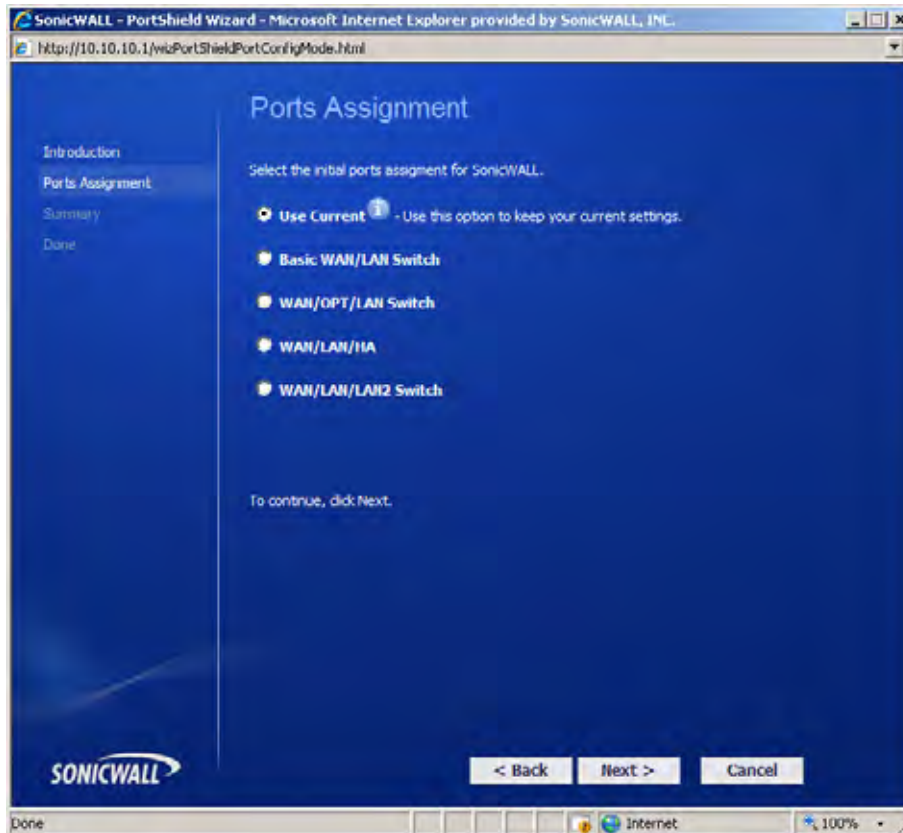 SonicWALL - PortShield Wizard - Microsoft Internet Explorer provided by SonicWALL, INC.
http://10.10.10.1/wizPortShieldPortConfigMode.html
Ports Assignment
Introduction
Ports Assignment
Summary
Done
Select the initial ports assigment for SonicWALL.
Use Current i - Use this option to keep your current settings.
Basic WAN/LAN Switch
WAN/OPT/LAN Switch
WAN/LAN/HA
WAN/LAN/LAN2 Switch
To continue, click Next.
SONICWALL
< Back Next > Cancel
Done Internet 100%